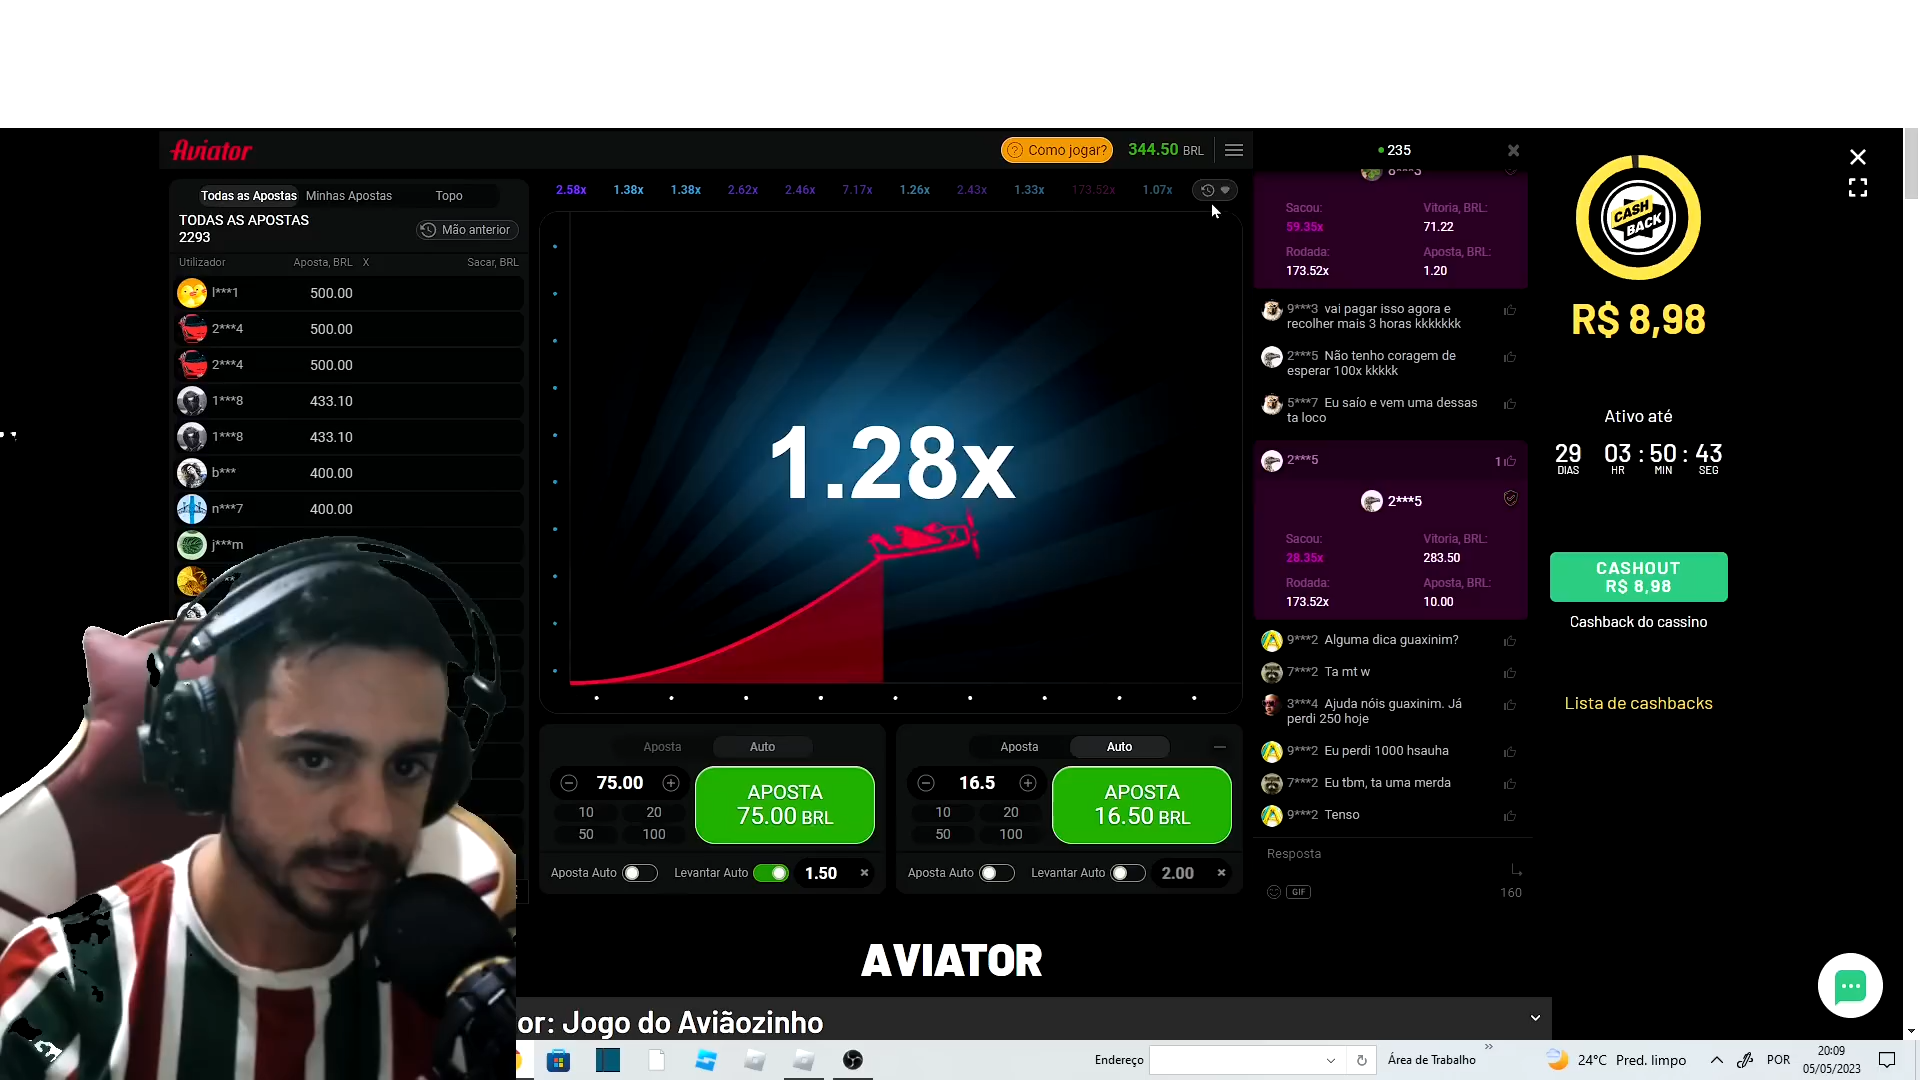 Aviator
Como jogar?
344.50 BRL
Todas as Apostas
Minhas Apostas
Topo
TODAS AS APOSTAS
2293
Mão anterior
Utilizador
Aposta, BRL
X
Sacar, BRL
l***1
500.00
2***4
500.00
2***4
500.00
1***8
433.10
1***8
433.10
b***
400.00
n***7
400.00
j***m
2.58x 1.38x 1.38x 2.62x 2.46x 7.17x 1.26x 2.43x 1.33x 173.52x 1.07x
1.28x
Aposta
Auto
75.00
10 20
50 100
APOSTA
75.00 BRL
Aposta Auto
Levantar Auto
1.50
Aposta
Auto
16.5
10 20
50 100
APOSTA
16.50 BRL
Aposta Auto
Levantar Auto
2.00
235
8***3
Sacou:
Vitoria, BRL:
59.35x
71.22
Rodada:
Aposta, BRL:
173.52x
1.20
9***3 vai pagar isso agora e
recolher mais 3 horas kkkkkkk
2***5 Não tenho coragem de
esperar 100x kkkkk
5***7 Eu saío e vem uma dessas
ta loco
2***5
1
2***5
Sacou:
Vitoria, BRL:
28.35x
283.50
Rodada:
Aposta, BRL:
173.52x
10.00
9***2 Alguma dica guaxinim?
7***2 Ta mt w
3***4 Ajuda nóis guaxinim. Já
perdi 250 hoje
9***2 Eu perdi 1000 hsauha
7***2 Eu tbm, ta uma merda
9***2 Tenso
Resposta
GIF
160
CASH
BACK
R$ 8,98
Ativo até
29 03 : 50 : 43
DIAS HR MIN SEG
CASHOUT
R$ 8,98
Cashback do cassino
Lista de cashbacks
AVIATOR
or: Jogo do Aviãozinho
Endereço
Área de Trabalho
»
24°C Pred. limpo
POR
20:09
05/05/2023